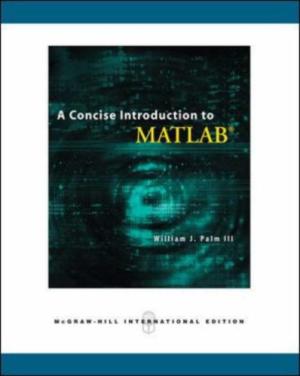 A Concise Introduction to
MATLAB®
William J. Palm III
McGRAW-HILL INTERNATIONAL EDITION